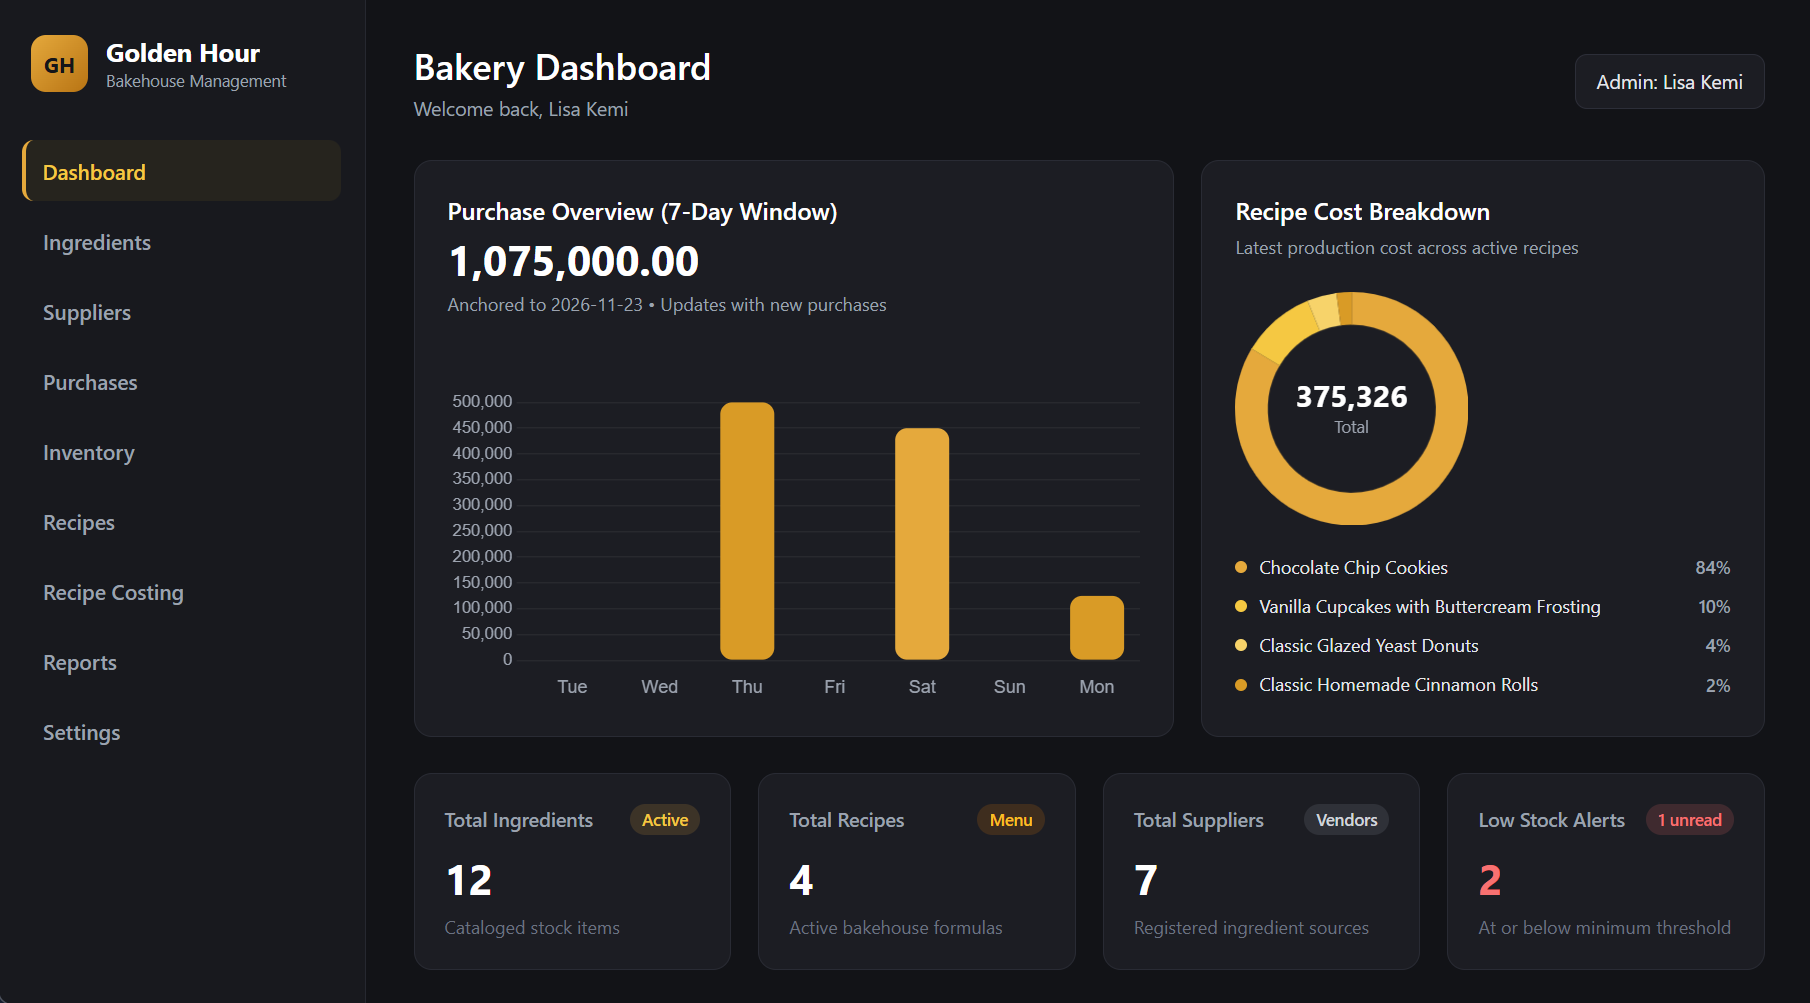 GH
Golden Hour
Bakehouse Management
Dashboard
Ingredients
Suppliers
Purchases
Inventory
Recipes
Recipe Costing
Reports
Settings
Bakery Dashboard
Welcome back, Lisa Kemi
Admin: Lisa Kemi
Purchase Overview (7-Day Window)
1,075,000.00
Anchored to 2026-11-23 • Updates with new purchases
500,000
450,000
400,000
350,000
300,000
250,000
200,000
150,000
100,000
50,000
0
Tue Wed Thu Fri Sat Sun Mon
Recipe Cost Breakdown
Latest production cost across active recipes
375,326
Total
Chocolate Chip Cookies 84%
Vanilla Cupcakes with Buttercream Frosting 10%
Classic Glazed Yeast Donuts 4%
Classic Homemade Cinnamon Rolls 2%
Total Ingredients Active
12
Cataloged stock items
Total Recipes Menu
4
Active bakehouse formulas
Total Suppliers Vendors
7
Registered ingredient sources
Low Stock Alerts 1 unread
2
At or below minimum threshold